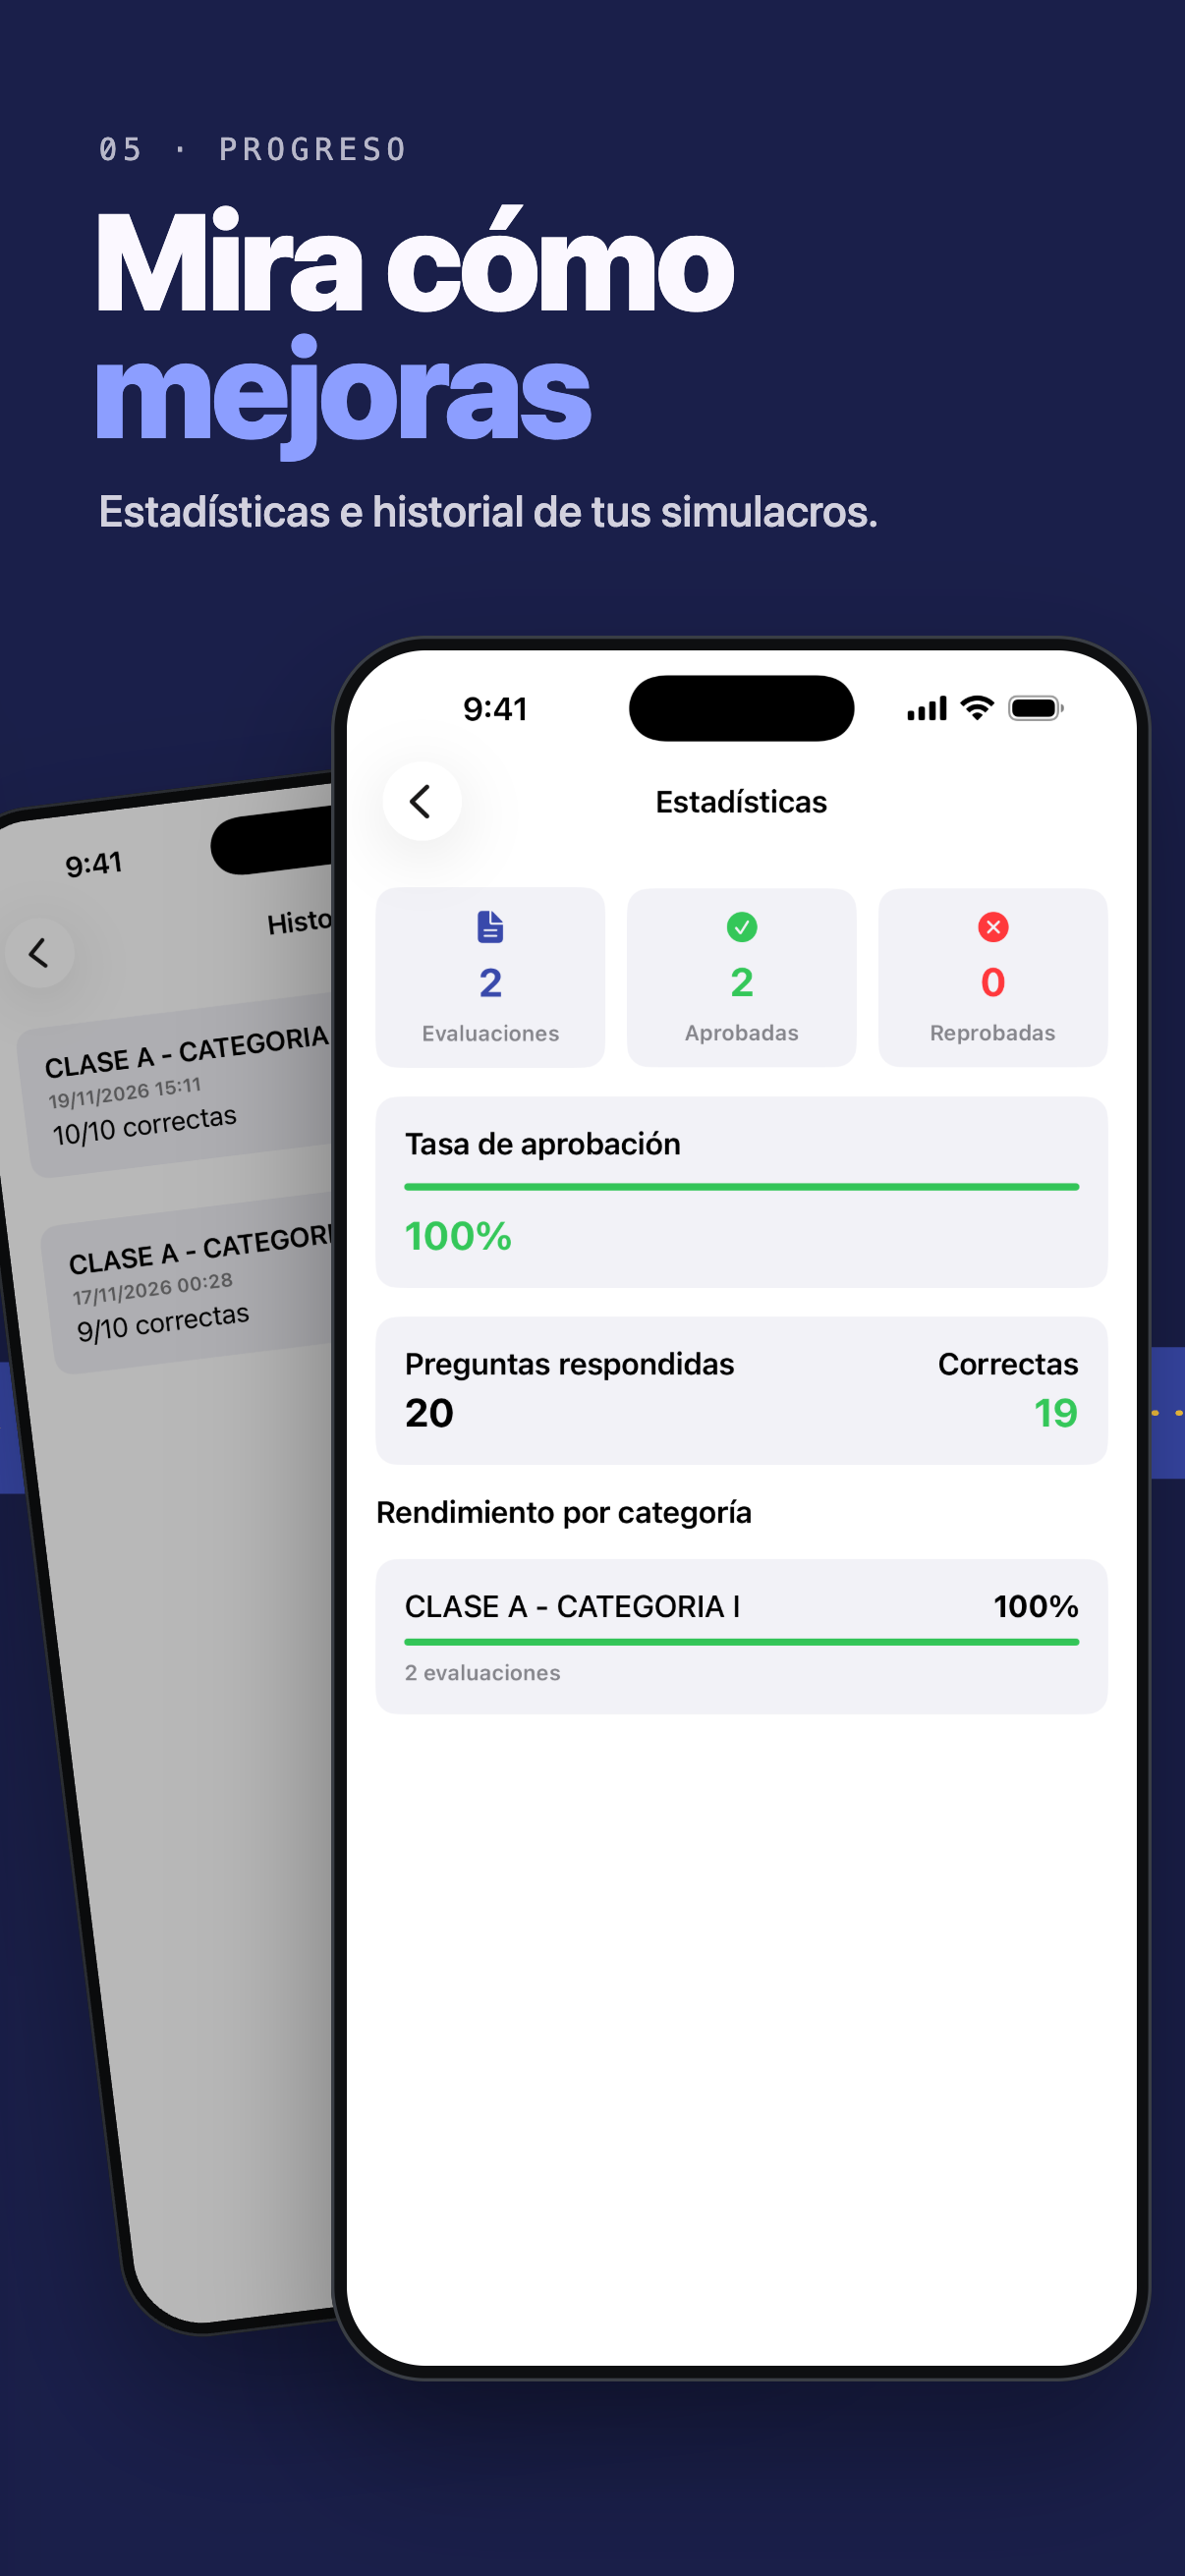 05 · PROGRESO
Mira cómo
mejoras
Estadísticas e historial de tus simulacros.
9:41
CLASE A - CATEGORIA
19/11/2026 15:11
10/10 correctas
CLASE A - CATEGORI
17/11/2026 00:28
9/10 correctas
9:41
Estadísticas
2
Evaluaciones
2
Aprobadas
0
Reprobadas
Tasa de aprobación
100%
Preguntas respondidas
Correctas
20
19
Rendimiento por categoría
CLASE A - CATEGORIA I
100%
2 evaluaciones